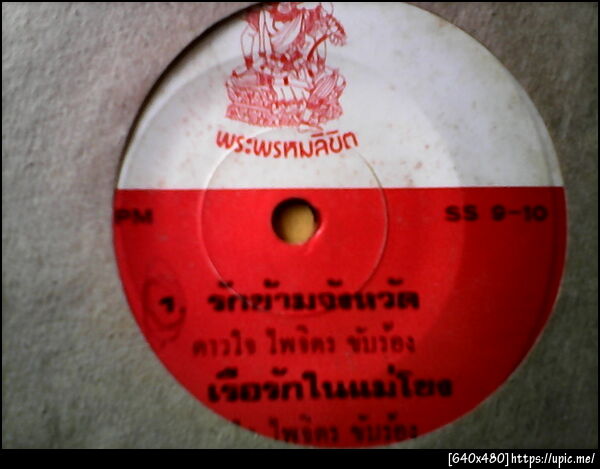 พระพรหมลิขิต
PM
SS 9-10
1 รักข้ามจังหวัด
ดาวใจ ไพจิตร ขับร้อง
เรือรักในแม่โขง
ใจ ไพจิตร ขับร้อง
[640x480]https://upic.me/